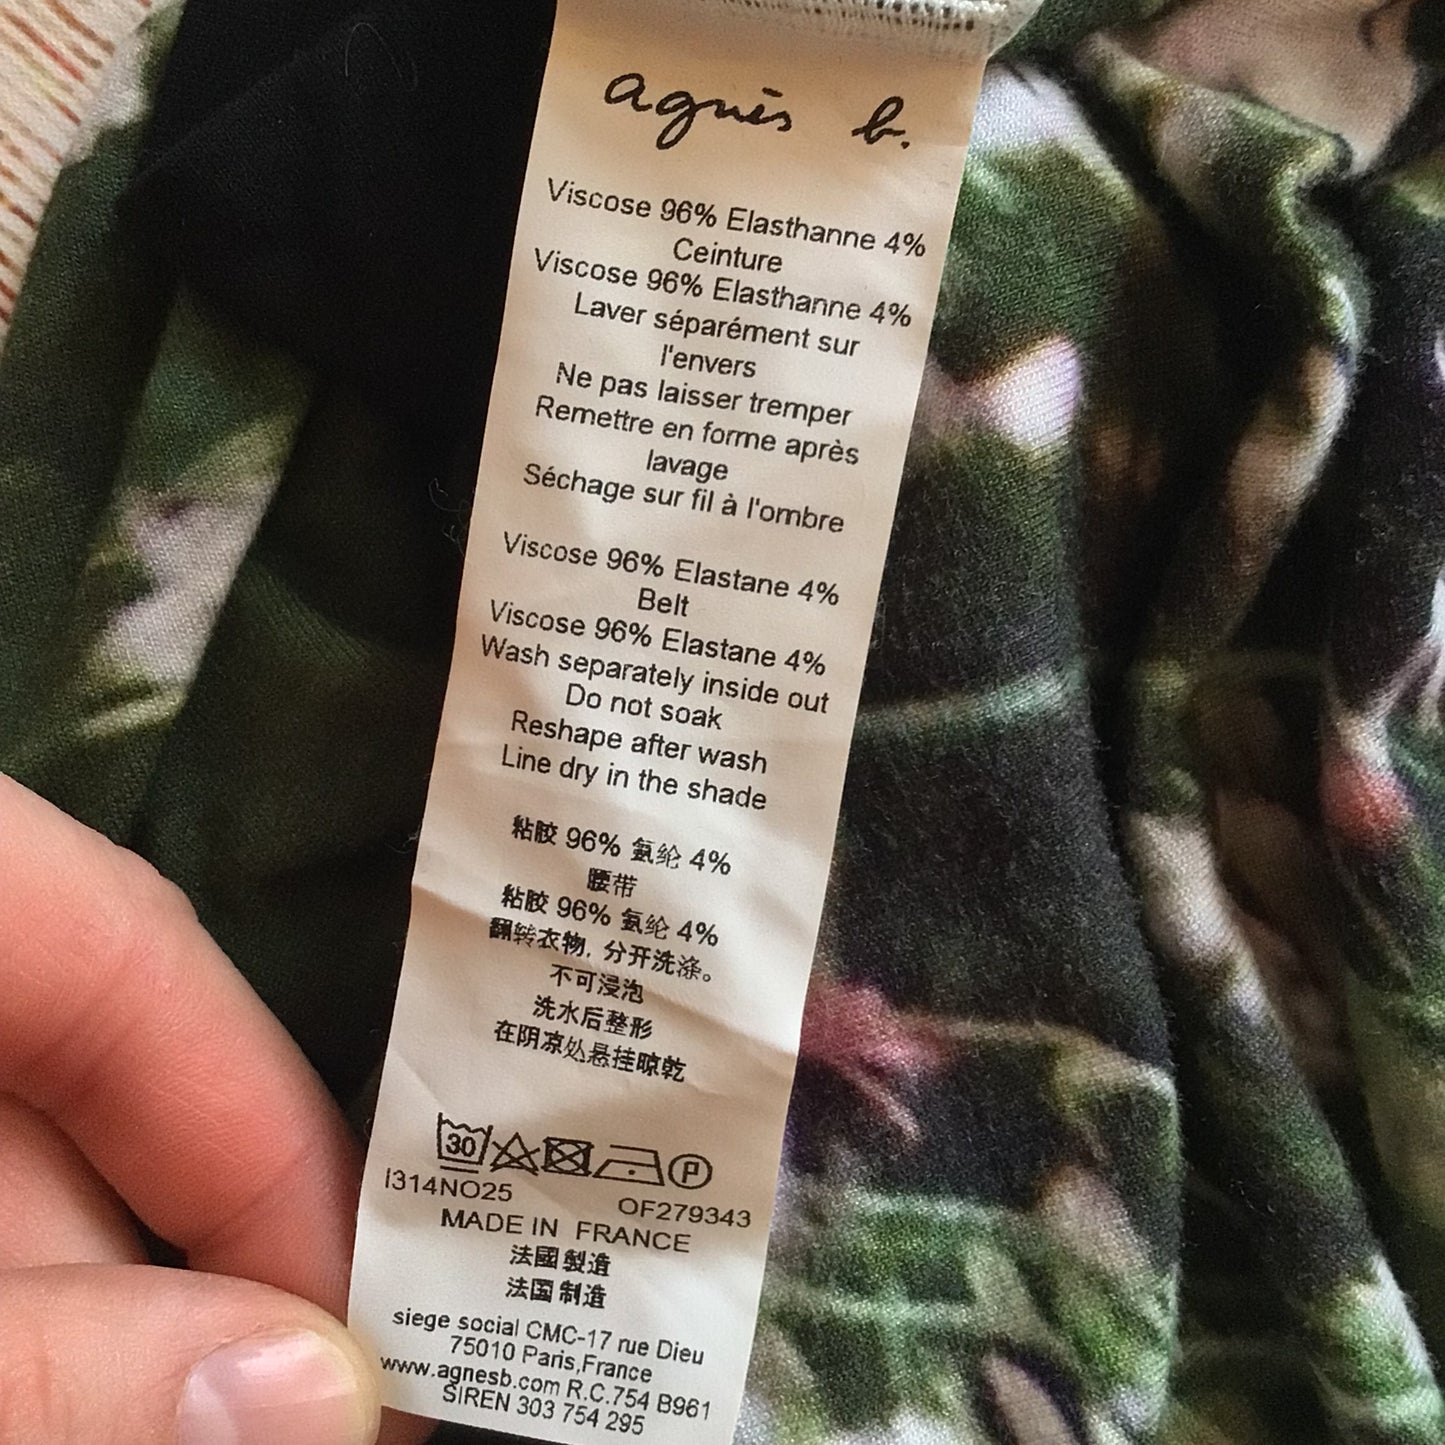 agnès b.
Viscose 96% Elasthanne 4%
Ceinture
Viscose 96% Elasthanne 4%
Laver séparément sur
l'envers
Ne pas laisser tremper
Remettre en forme après
lavage
Séchage sur fil à l'ombre
Viscose 96% Elastane 4%
Belt
Viscose 96% Elastane 4%
Wash separately inside out
Do not soak
Reshape after wash
Line dry in the shade
粘胶 96% 氨纶 4%
腰带
粘胶 96% 氨纶 4%
翻转衣物, 分开洗涤。
不可浸泡
洗水后整形
在阴凉处悬挂晾乾
30 P
I314NO25 OF279343
MADE IN FRANCE
法國製造
法国制造
siege social CMC-17 rue Dieu
75010 Paris,France
www.agnesb.com R.C.754 B961
SIREN 303 754 295